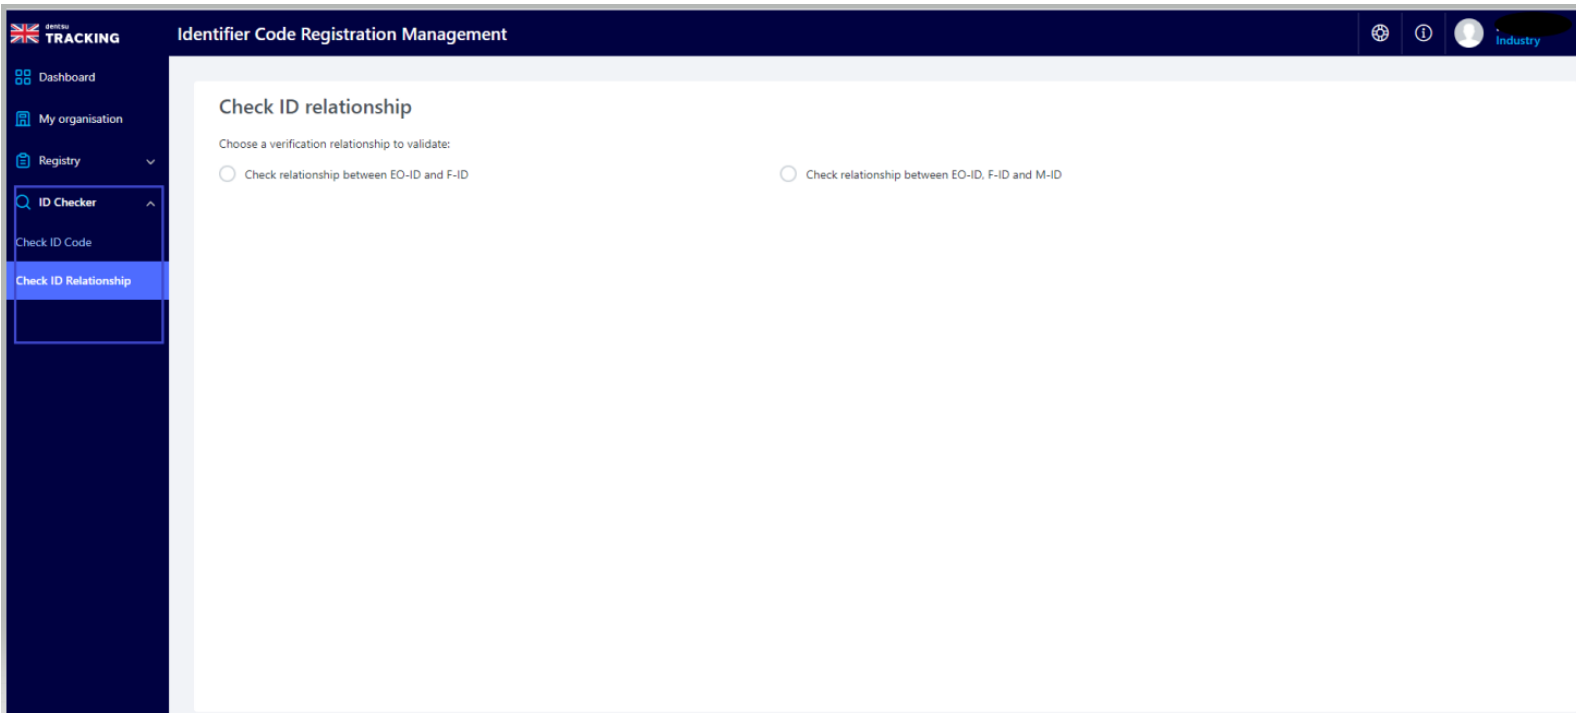 dentsu
TRACKING
Identifier Code Registration Management
Industry
Dashboard
My organisation
Registry
ID Checker
Check ID Code
Check ID Relationship
Check ID relationship
Choose a verification relationship to validate:
Check relationship between EO-ID and F-ID
Check relationship between EO-ID, F-ID and M-ID